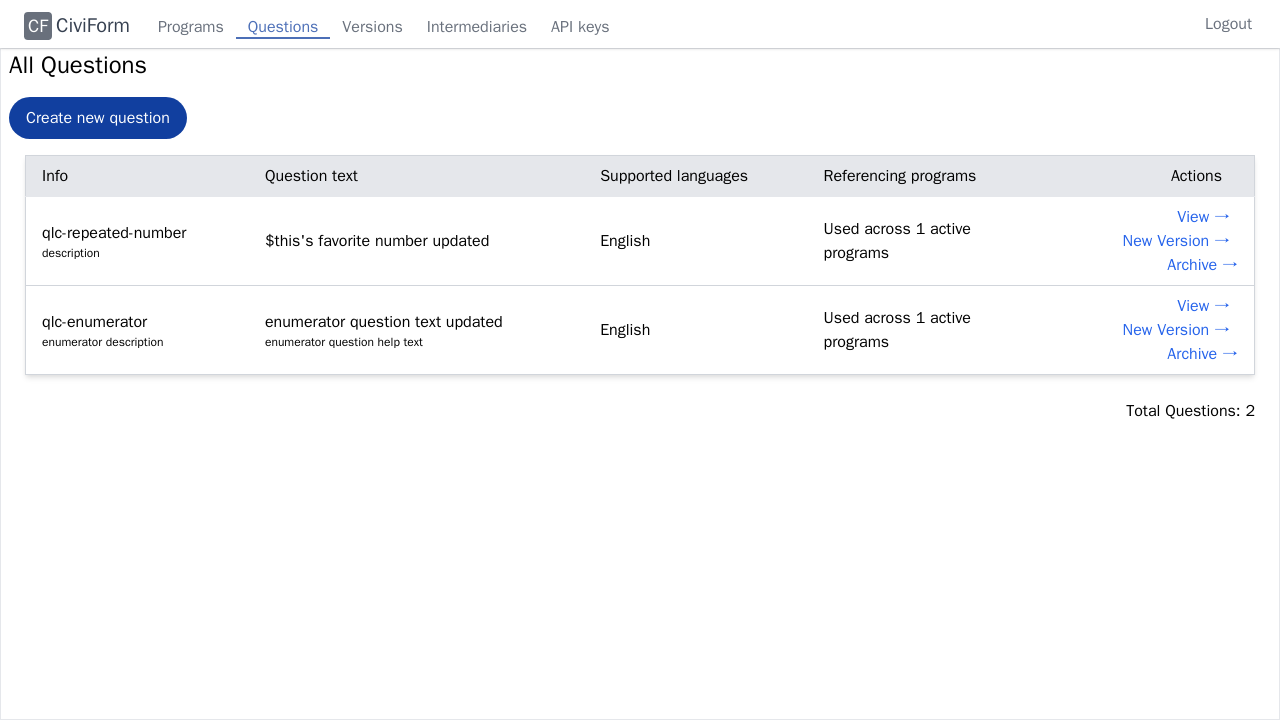 CF CiviForm Programs Questions Versions Intermediaries API keys Logout
All Questions
Create new question
Info Question text Supported languages Referencing programs Actions
qlc-repeated-number
description
$this's favorite number updated
English
Used across 1 active
programs
View →
New Version →
Archive →
qlc-enumerator
enumerator description
enumerator question text updated
enumerator question help text
English
Used across 1 active
programs
View →
New Version →
Archive →
Total Questions: 2